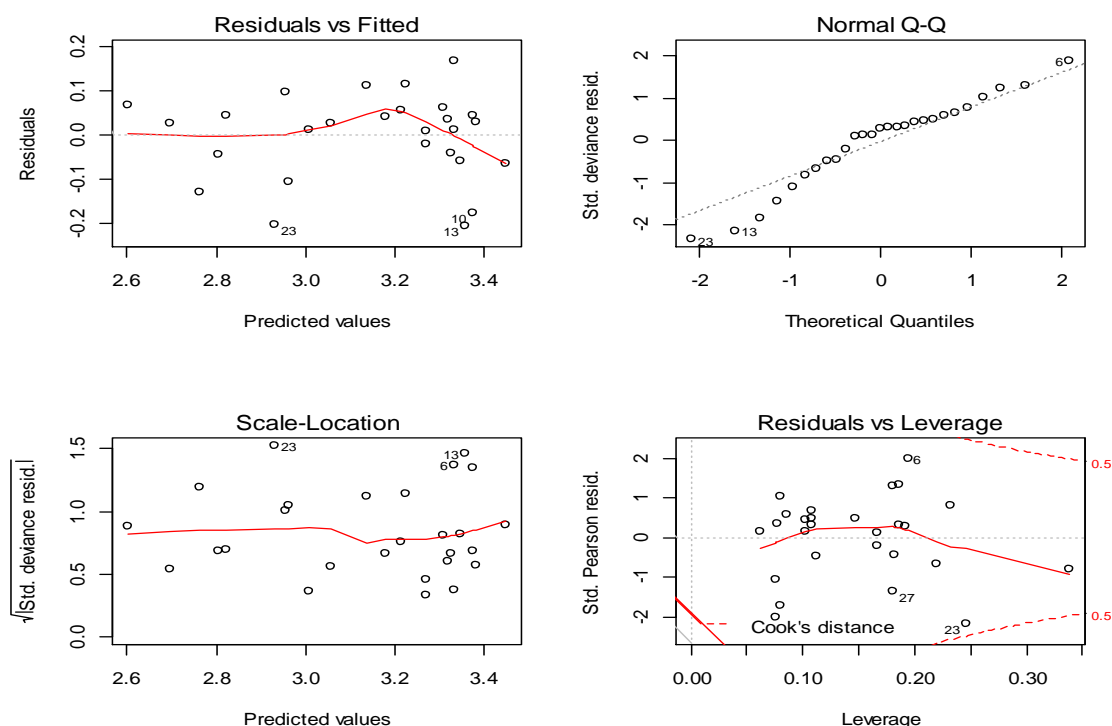 Residuals vs Fitted
Residuals
0.2
0.1
0.0
-0.1
-0.2
23
10
13
2.6 2.8 3.0 3.2 3.4
Predicted values
Normal Q-Q
Std. deviance resid.
2
1
0
-1
-2
6
23
13
-2 -1 0 1 2
Theoretical Quantiles
Scale-Location
√|Std. deviance resid.|
1.5
1.0
0.5
0.0
23
13
6
2.6 2.8 3.0 3.2 3.4
Predicted values
Residuals vs Leverage
Std. Pearson resid.
2
1
0
-1
-2
6
0.5
27
0.5
Cook's distance
23
0.00 0.10 0.20 0.30
Leverage